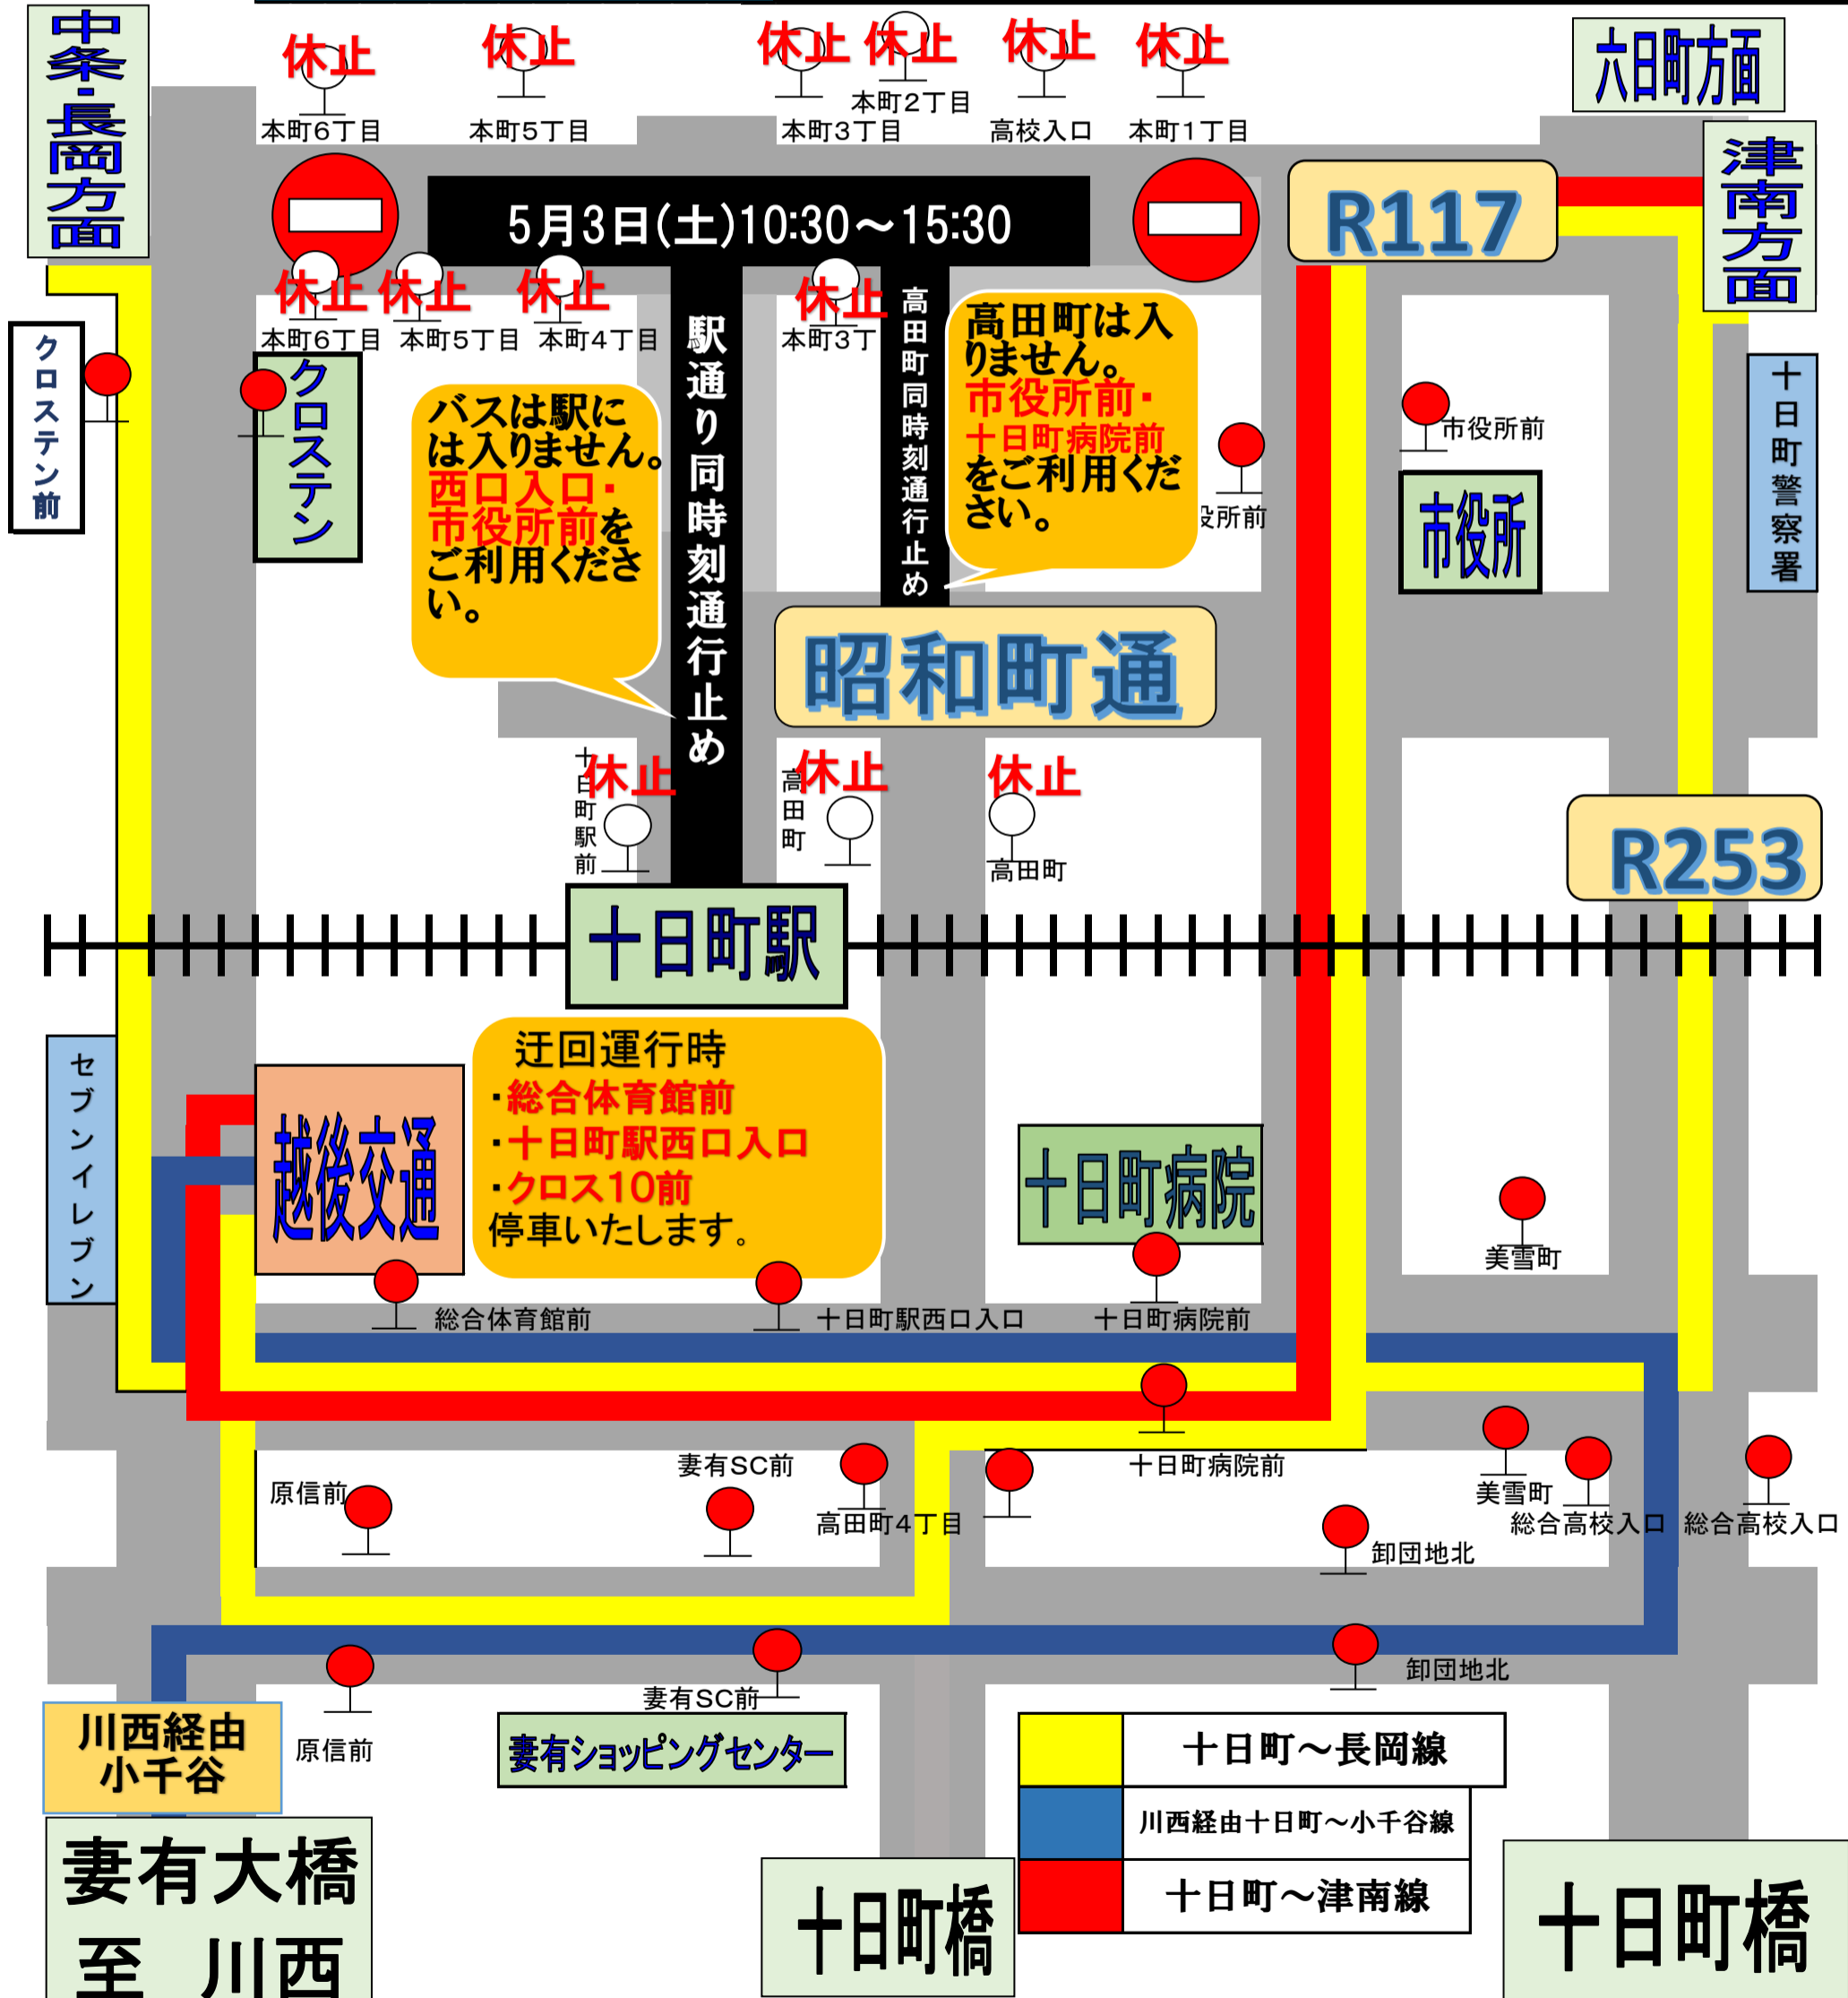 中条・長岡方面
休止
休止
休止
休止
休止
休止
本町6丁目
本町5丁目
本町3丁目
本町2丁目
高校入口
本町1丁目
六日町方面
津南方面
5月3日(土)10:30～15:30
R117
休止
休止
休止
休止
本町6丁目
本町5丁目
本町4丁目
本町3丁
クロステン前
クロステン
駅通り同時刻通行止め
高田町同時刻通行止め
バスは駅に
は入りません。
西口入口・
市役所前を
ご利用くださ
い。
高田町は入
りません。
市役所前・
十日町病院前
をご利用くだ
さい。
役所前
市役所前
市役所
十日町警察署
昭和町通
休止
十日町駅前
休止
高田町
休止
高田町
R253
十日町駅
セブンイレブン
越後交通
迂回運行時
・総合体育館前
・十日町駅西口入口
・クロス10前
停車いたします。
十日町病院
美雪町
総合体育館前
十日町駅西口入口
十日町病院前
原信前
妻有SC前
高田町4丁目
十日町病院前
美雪町
総合高校入口
総合高校入口
卸団地北
原信前
妻有SC前
卸団地北
川西経由
小千谷
妻有ショッピングセンター
十日町～長岡線
川西経由十日町～小千谷線
十日町～津南線
妻有大橋
至　川西
十日町橋
十日町橋